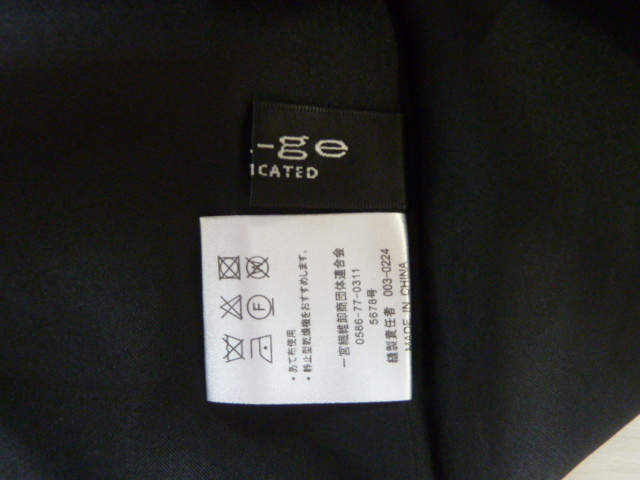 -ge
ICATED
・あて布使用
・静止型乾燥機をおすすめします。
一宮繊維卸商団体連合会
0586-77-0311
5678号
縫製責任者 003-0224
MADE IN CHINA
F
W